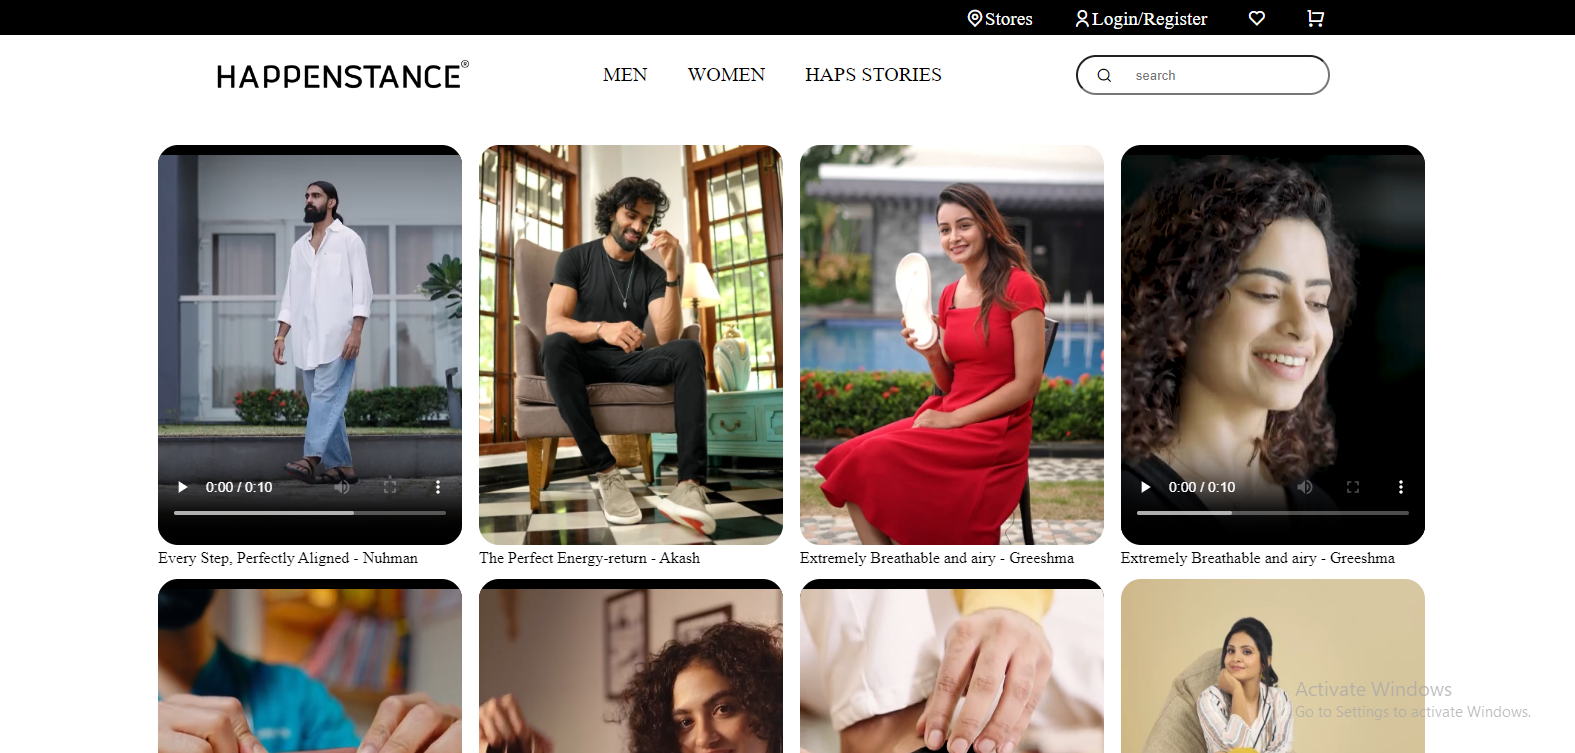 Stores Login/Register
HAPPENSTANCE® MEN WOMEN HAPS STORIES search
0:00 / 0:10
0:00 / 0:10
Every Step, Perfectly Aligned - Nuhman
The Perfect Energy-return - Akash
Extremely Breathable and airy - Greeshma
Extremely Breathable and airy - Greeshma
Activate Windows
Go to Settings to activate Windows.